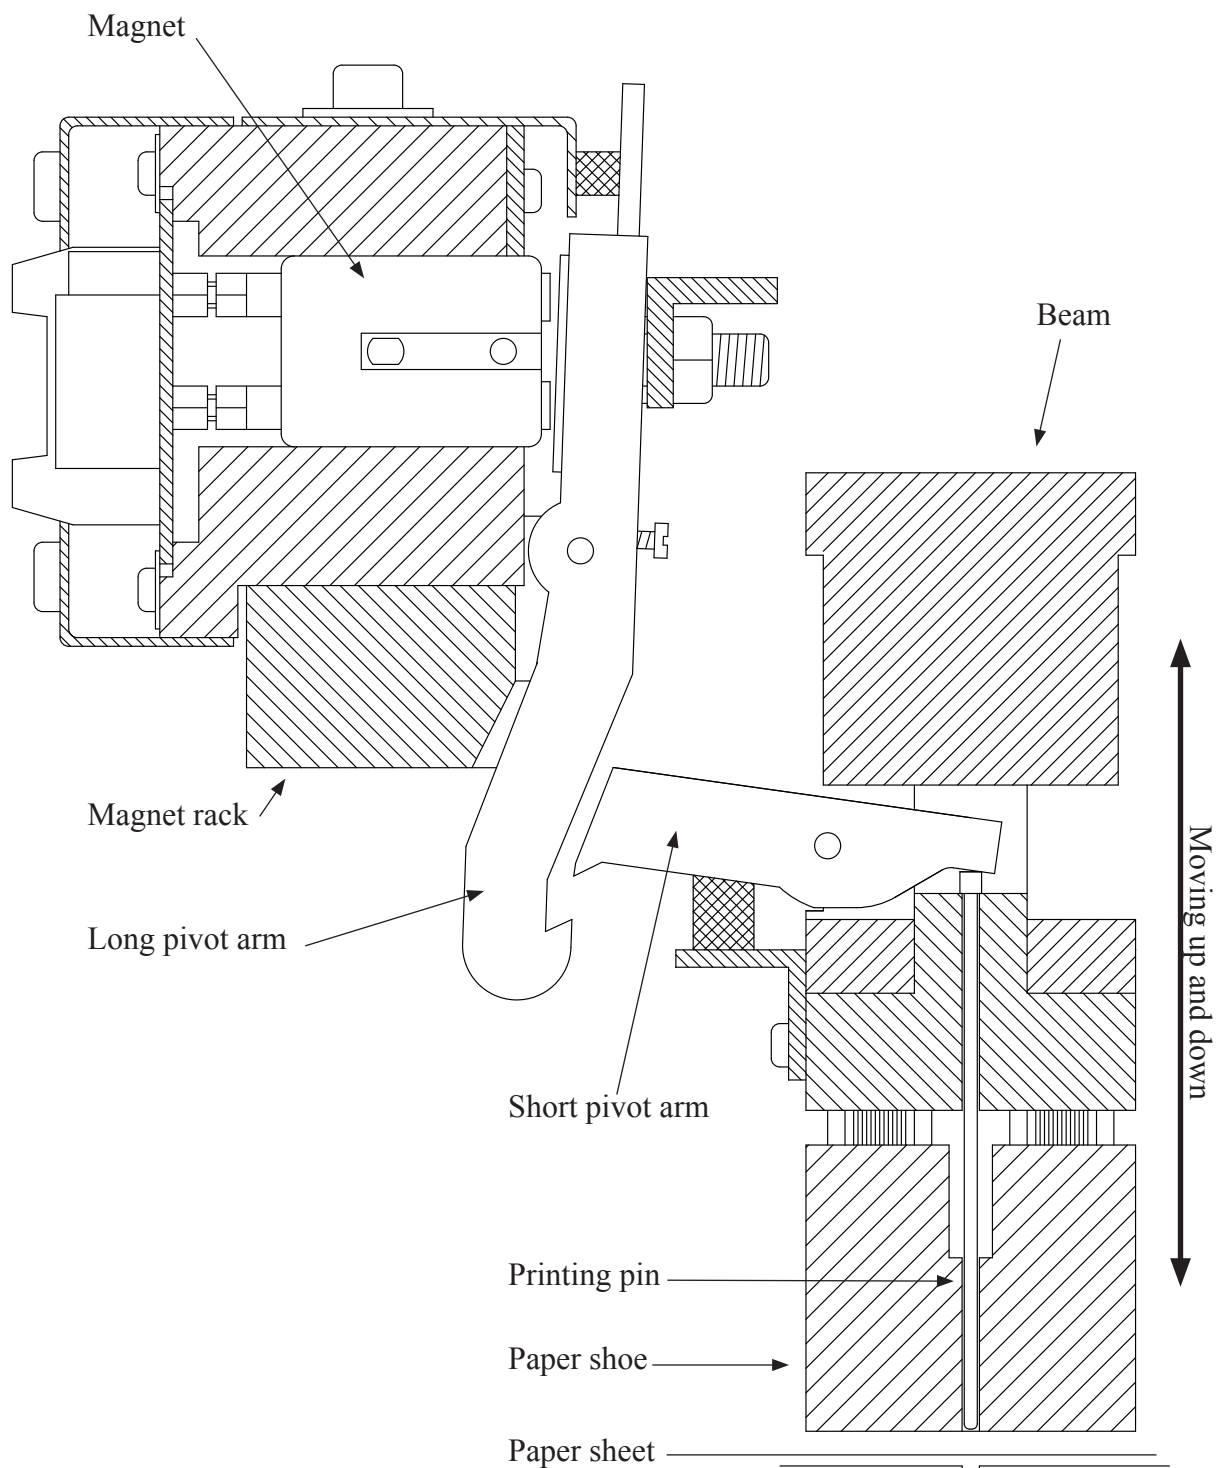 Magnet
Beam
Magnet rack
Moving up and down
Long pivot arm
Short pivot arm
Printing pin
Paper shoe
Paper sheet